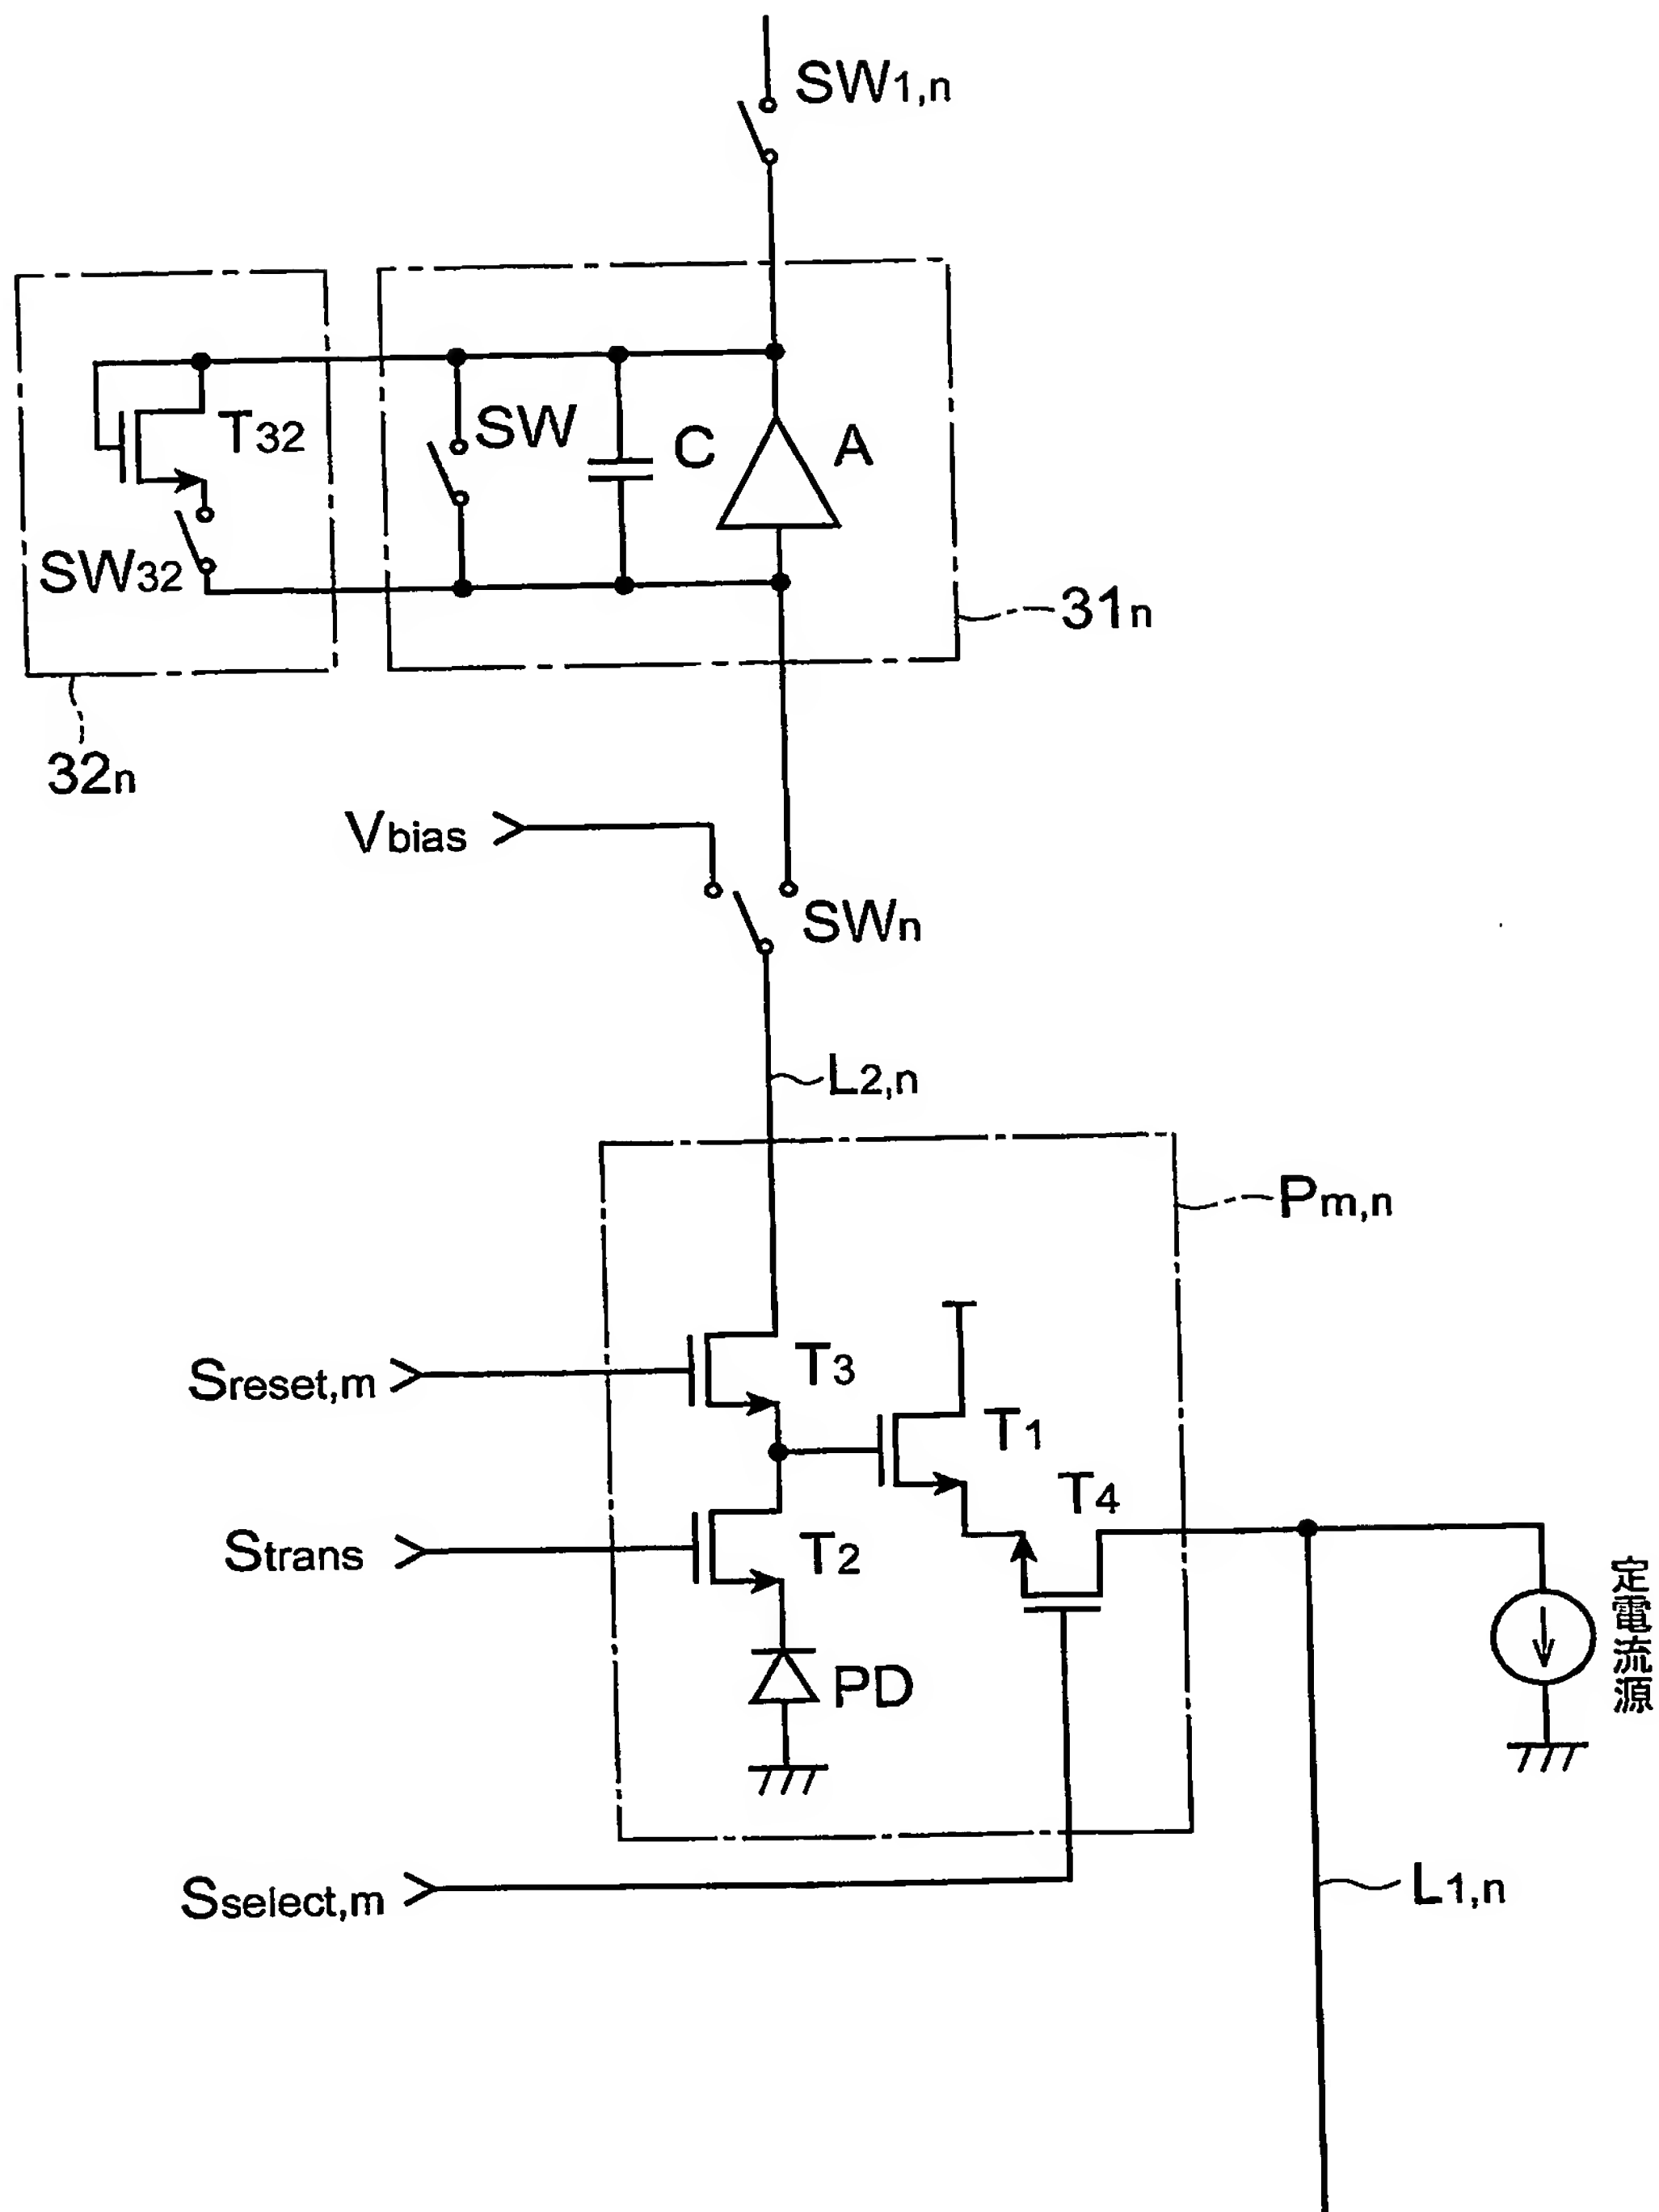 SW1,n
T32
SW
C
A
SW32
31n
32n
Vbias
SWn
L2,n
Pm,n
Sreset,m
T3
T1
T4
Strans
T2
定電流源
PD
Sselect,m
L1,n